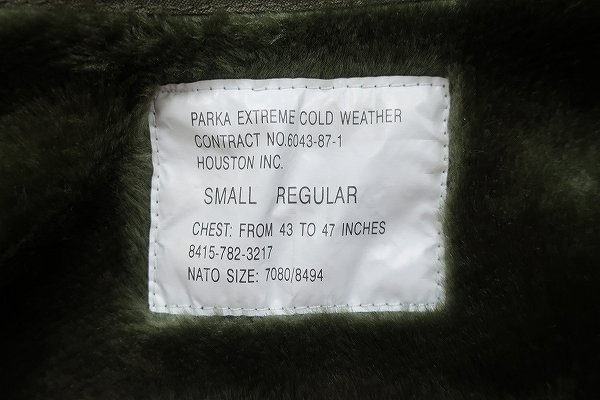 PARKA EXTREME COLD WEATHER
CONTRACT NO.6043-87-1
HOUSTON INC.
SMALL REGULAR
CHEST: FROM 43 TO 47 INCHES
8415-782-3217
NATO SIZE: 7080/8494